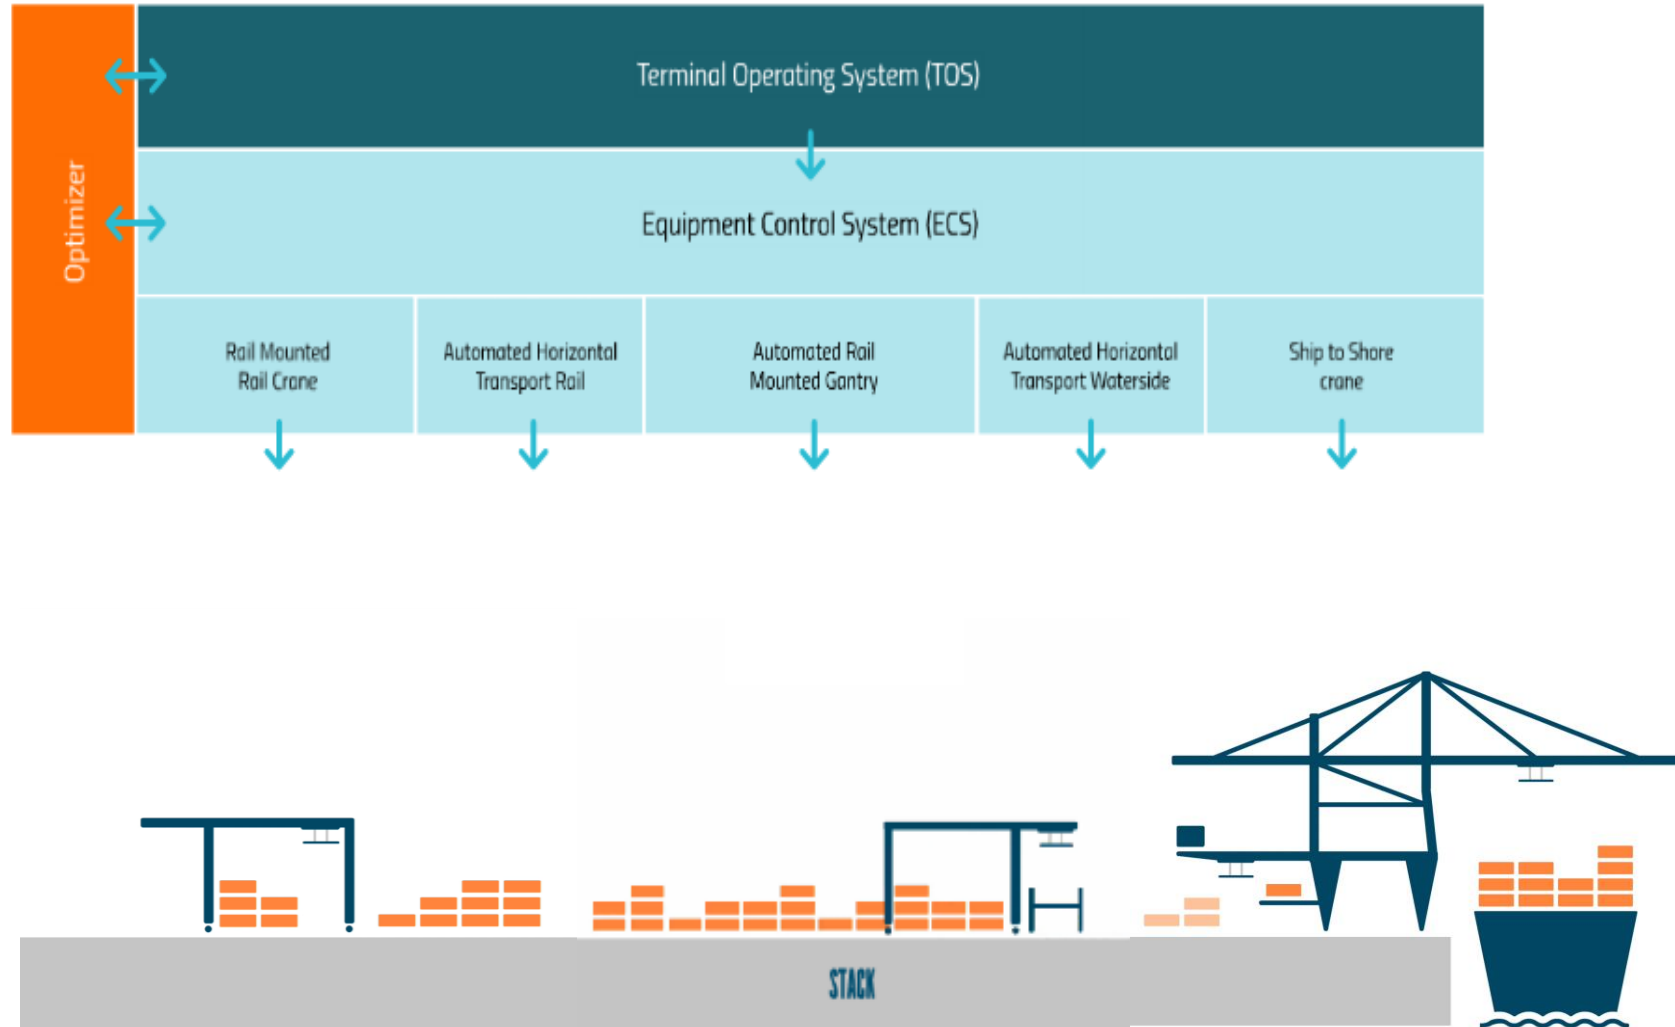 Terminal Operating System (TOS)
Optimizer
Equipment Control System (ECS)
Rail Mounted
Rail Crane
Automated Horizontal
Transport Rail
Automated Rail
Mounted Gantry
Automated Horizontal
Transport Waterside
Ship to Shore
crane
STACK